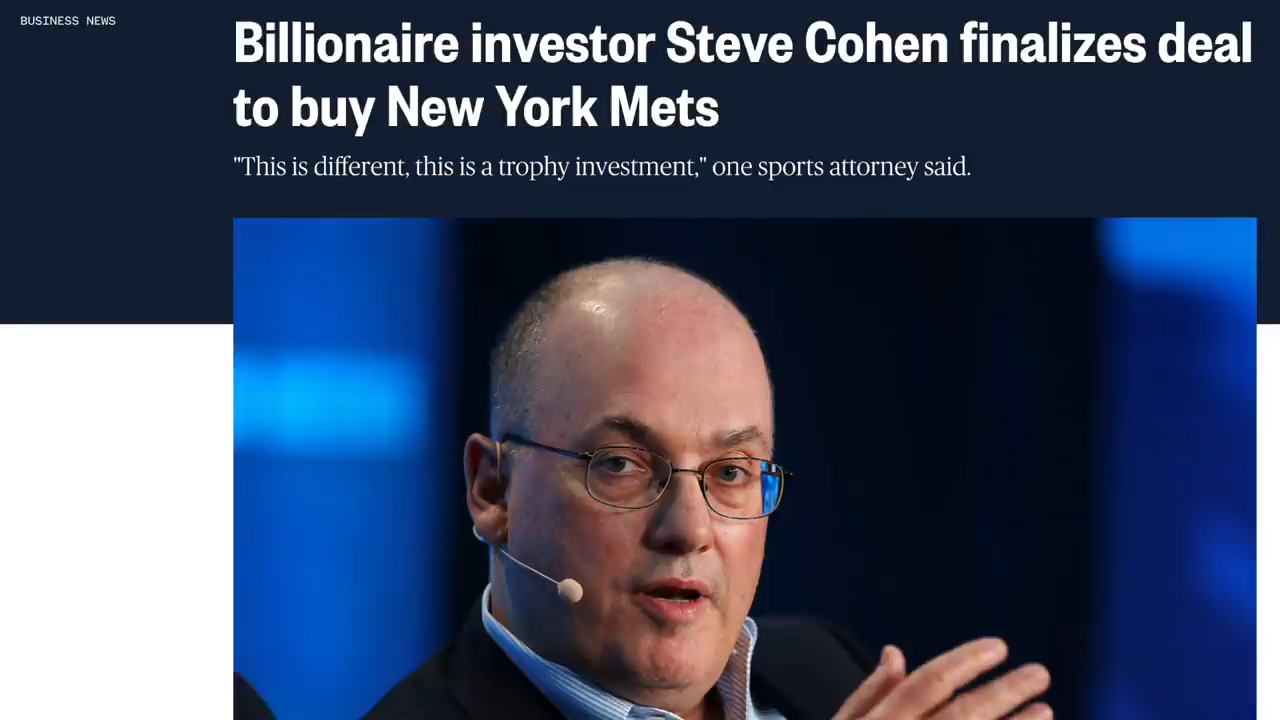 BUSINESS NEWS
Billionaire investor Steve Cohen finalizes deal
to buy New York Mets
"This is different, this is a trophy investment," one sports attorney said.